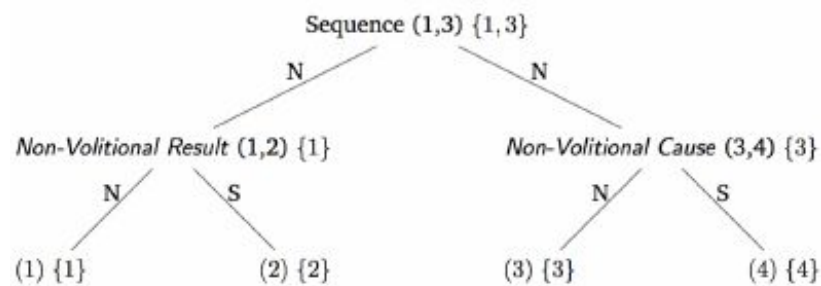 Sequence (1,3) {1, 3}
N N
Non-Volitional Result (1,2) {1} Non-Volitional Cause (3,4) {3}
N S N S
(1) {1} (2) {2} (3) {3} (4) {4}